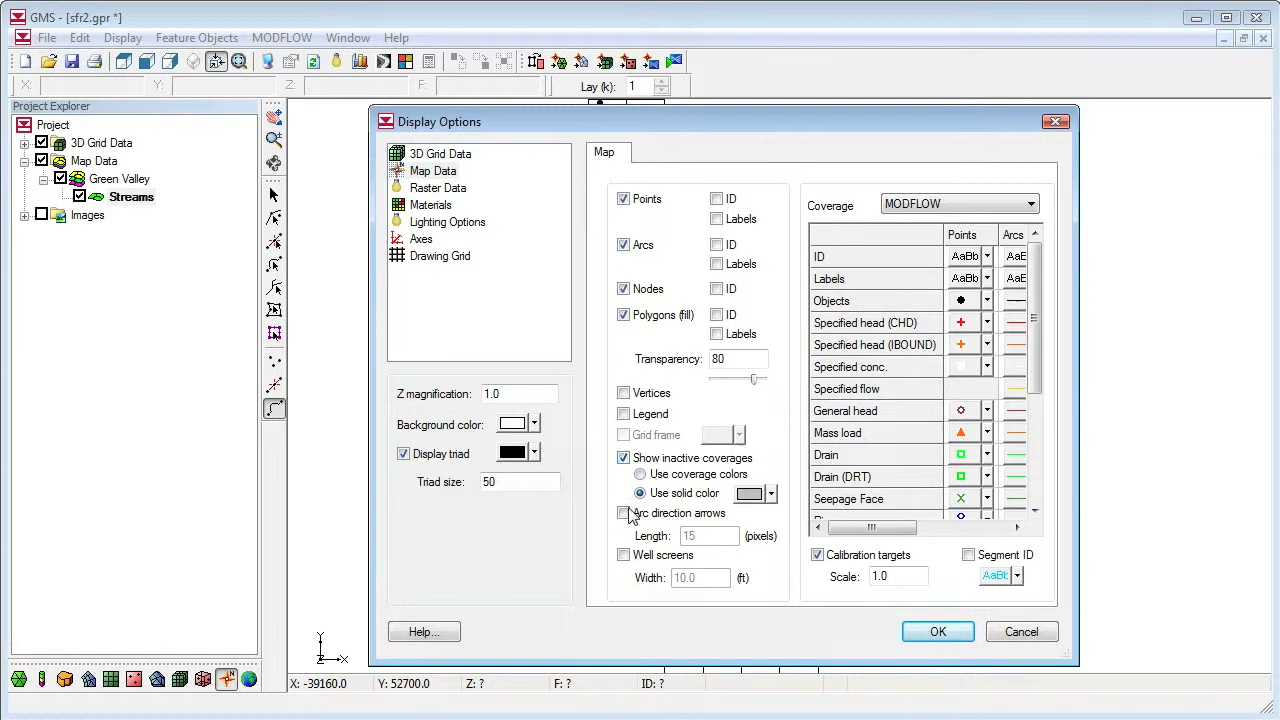 GMS - [sfr2.gpr *]
File Edit Display Feature Objects MODFLOW Window Help
X: Y: Z: F: Lay (k): 1
Project Explorer
Project
3D Grid Data
Map Data
Green Valley
Streams
Images
Display Options
3D Grid Data
Map Data
Raster Data
Materials
Lighting Options
Axes
Drawing Grid
Z magnification: 1.0
Background color:
Display triad
Triad size: 50
Map
Points ID
Labels
Arcs ID
Labels
Nodes ID
Polygons (fill) ID
Labels
Transparency: 80
Vertices
Legend
Grid frame
Show inactive coverages
Use coverage colors
Use solid color
Arc direction arrows
Length: 15 (pixels)
Well screens
Width: 10.0 (ft)
Coverage MODFLOW
Points Arcs
ID AaBb AaB
Labels AaBb AaB
Objects
Specified head (CHD)
Specified head (IBOUND)
Specified conc.
Specified flow
General head
Mass load
Drain
Drain (DRT)
Seepage Face
Calibration targets Segment ID
Scale: 1.0 AaBb
Help... OK Cancel
Y
Z X
X: -39160.0 Y: 52700.0 Z: ? F: ? ID: ?